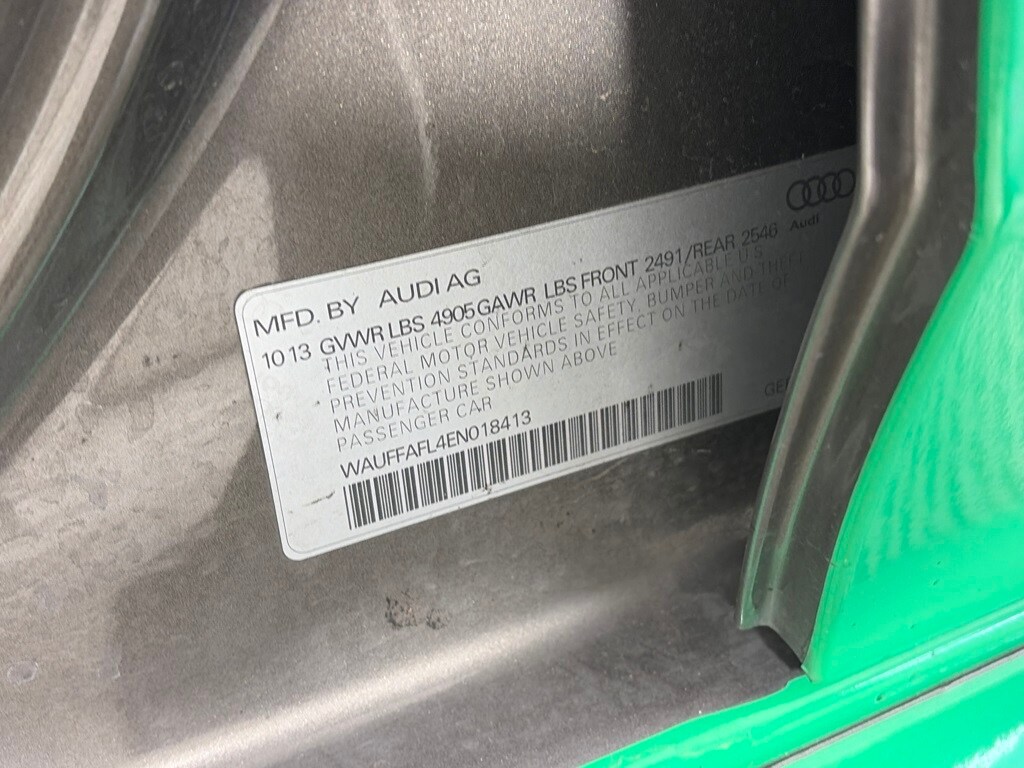 MFD. BY AUDI AG
Audi
10 13 GVWR LBS 4905 GAWR LBS FRONT 2491/REAR 2546
THIS VEHICLE CONFORMS TO ALL APPLICABLE U.S.
FEDERAL MOTOR VEHICLE SAFETY, BUMPER AND THEFT
PREVENTION STANDARDS IN EFFECT ON THE DATE OF
MANUFACTURE SHOWN ABOVE
PASSENGER CAR
WAUFFAFL4EN018413